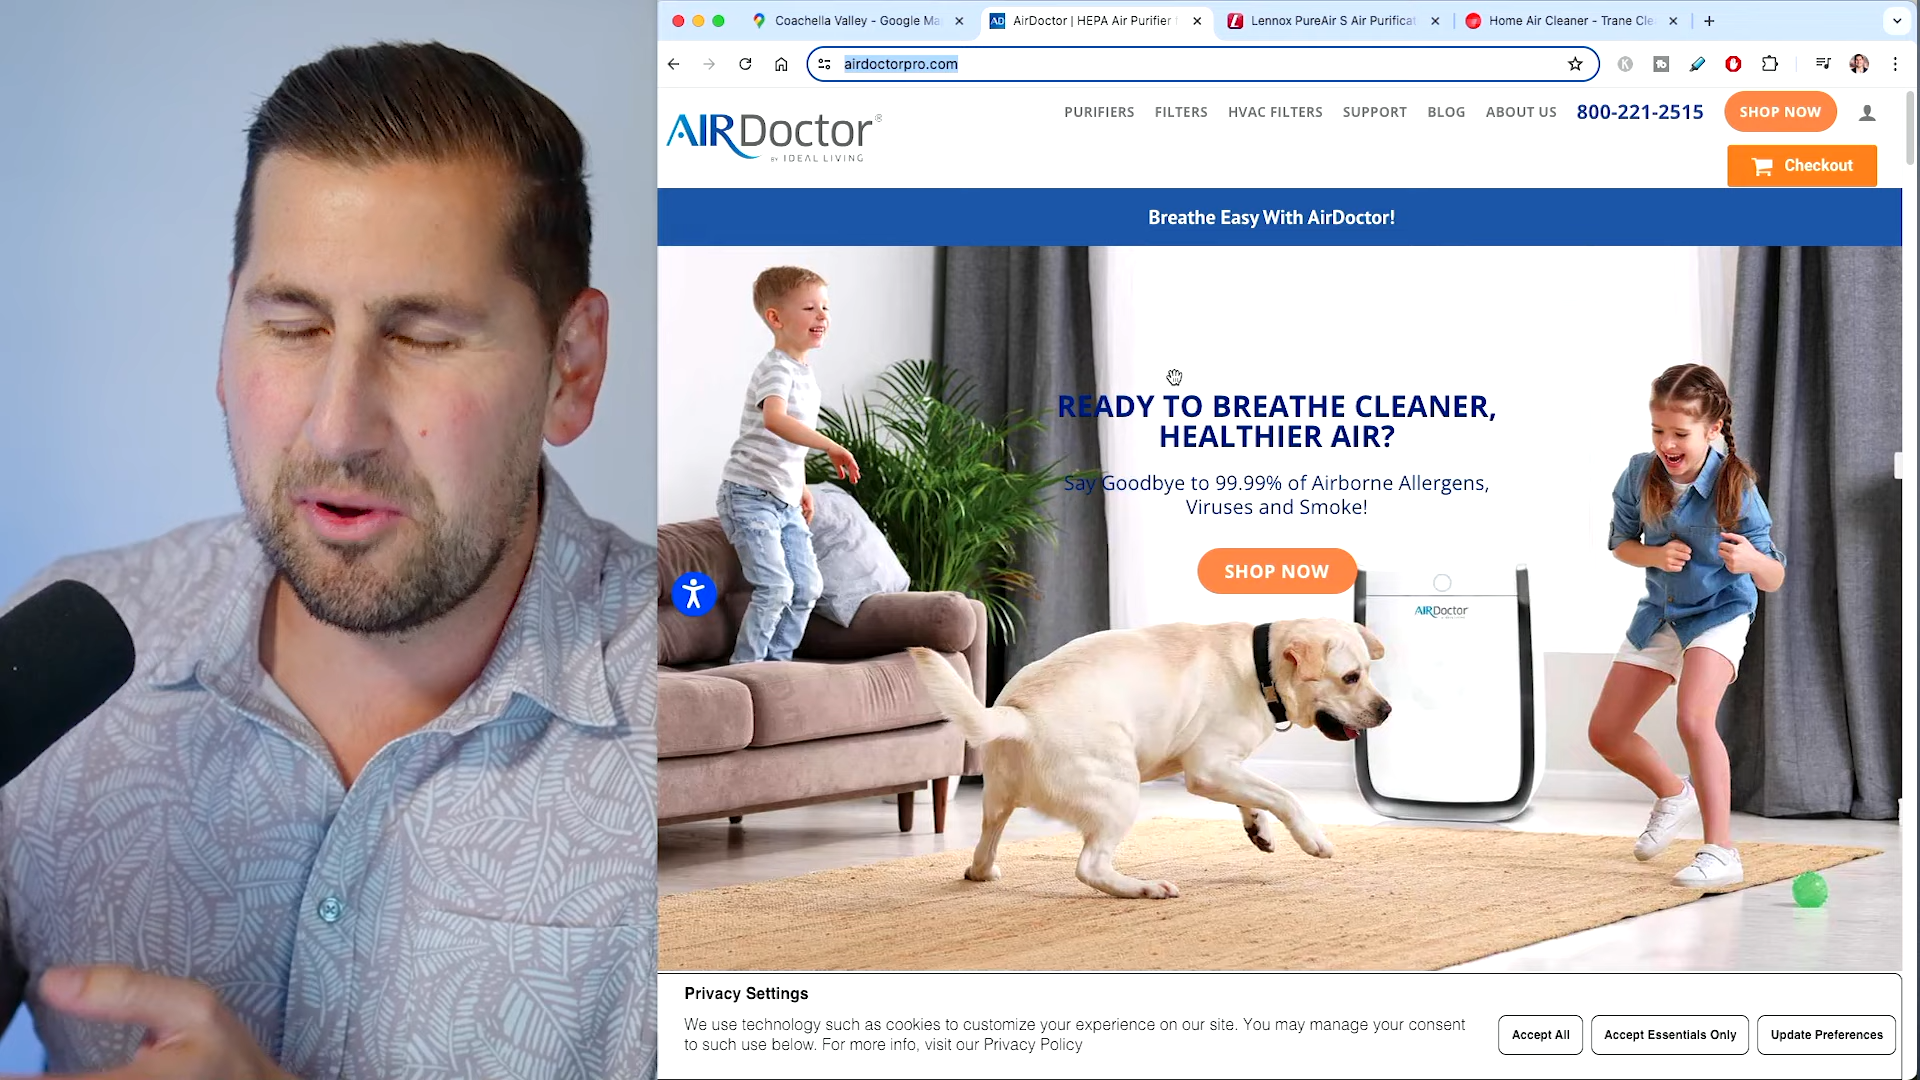 Coachella Valley - Google Ma
AirDoctor | HEPA Air Purifier
Lennox PureAir S Air Purificat
Home Air Cleaner - Trane Cle
airdoctorpro.com
AIRDoctor®
BY IDEAL LIVING
PURIFIERS FILTERS HVAC FILTERS SUPPORT BLOG ABOUT US 800-221-2515 SHOP NOW
Checkout
Breathe Easy With AirDoctor!
READY TO BREATHE CLEANER,
HEALTHIER AIR?
Say Goodbye to 99.99% of Airborne Allergens,
Viruses and Smoke!
SHOP NOW
AIRDoctor
Privacy Settings
We use technology such as cookies to customize your experience on our site. You may manage your consent
to such use below. For more info, visit our Privacy Policy
Accept All
Accept Essentials Only
Update Preferences